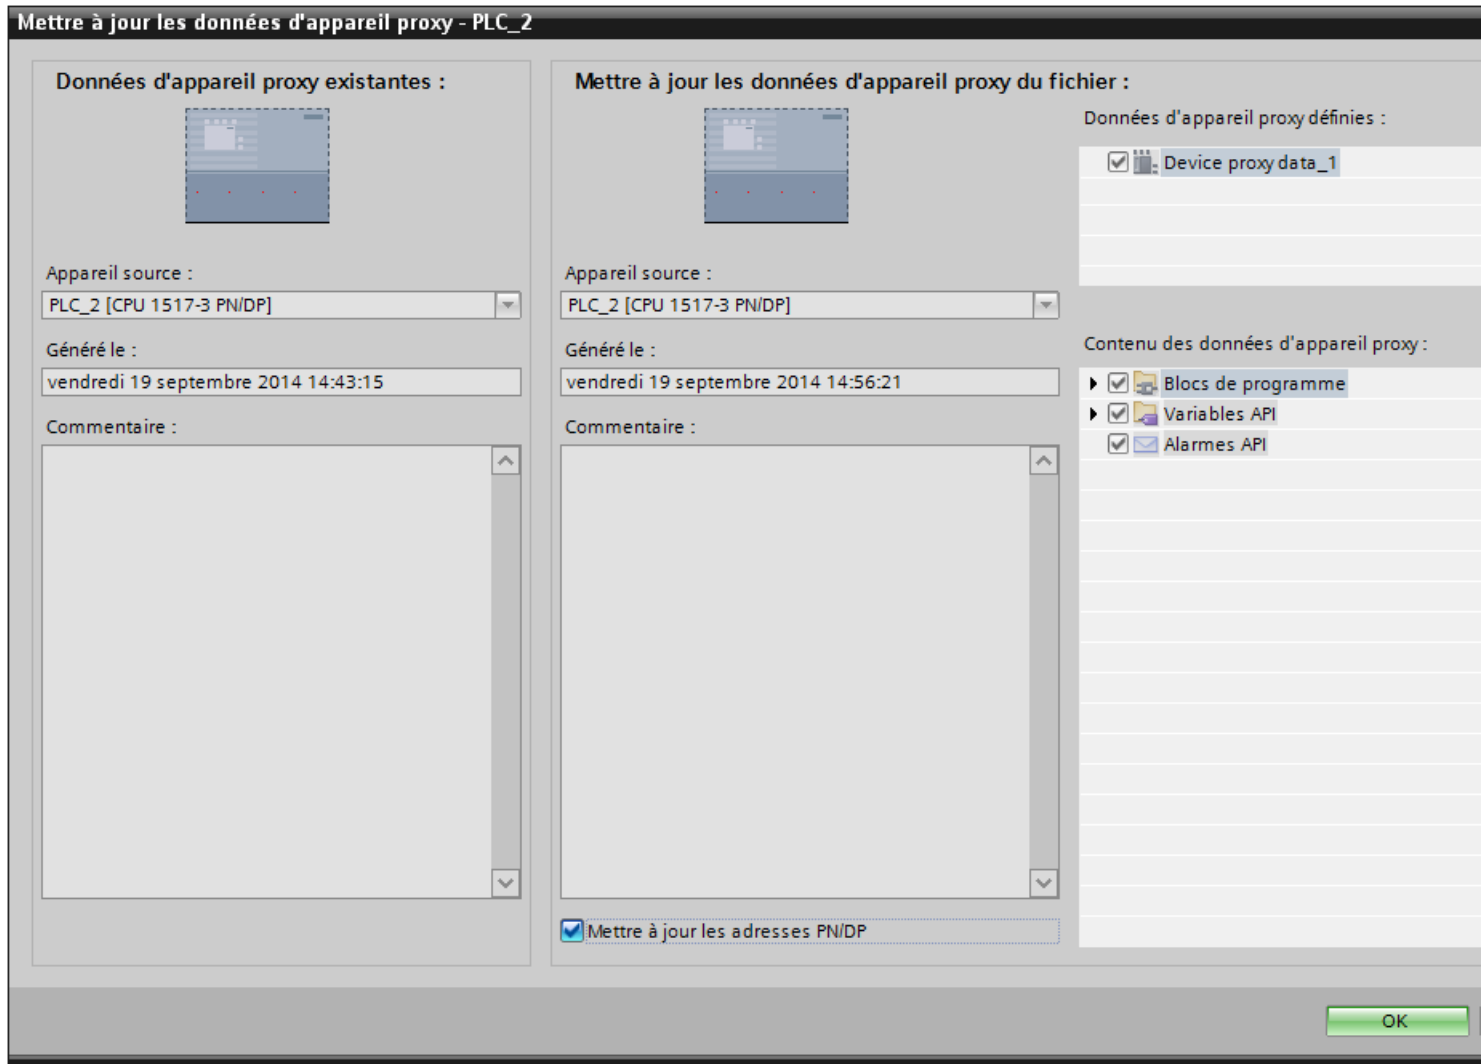 Mettre à jour les données d'appareil proxy - PLC_2
Données d'appareil proxy existantes :
Appareil source :
PLC_2 [CPU 1517-3 PN/DP]
Généré le :
vendredi 19 septembre 2014 14:43:15
Commentaire :
Mettre à jour les données d'appareil proxy du fichier :
Appareil source :
PLC_2 [CPU 1517-3 PN/DP]
Généré le :
vendredi 19 septembre 2014 14:56:21
Commentaire :
Mettre à jour les adresses PN/DP
Données d'appareil proxy définies :
Device proxy data_1
Contenu des données d'appareil proxy :
Blocs de programme
Variables API
Alarmes API
OK